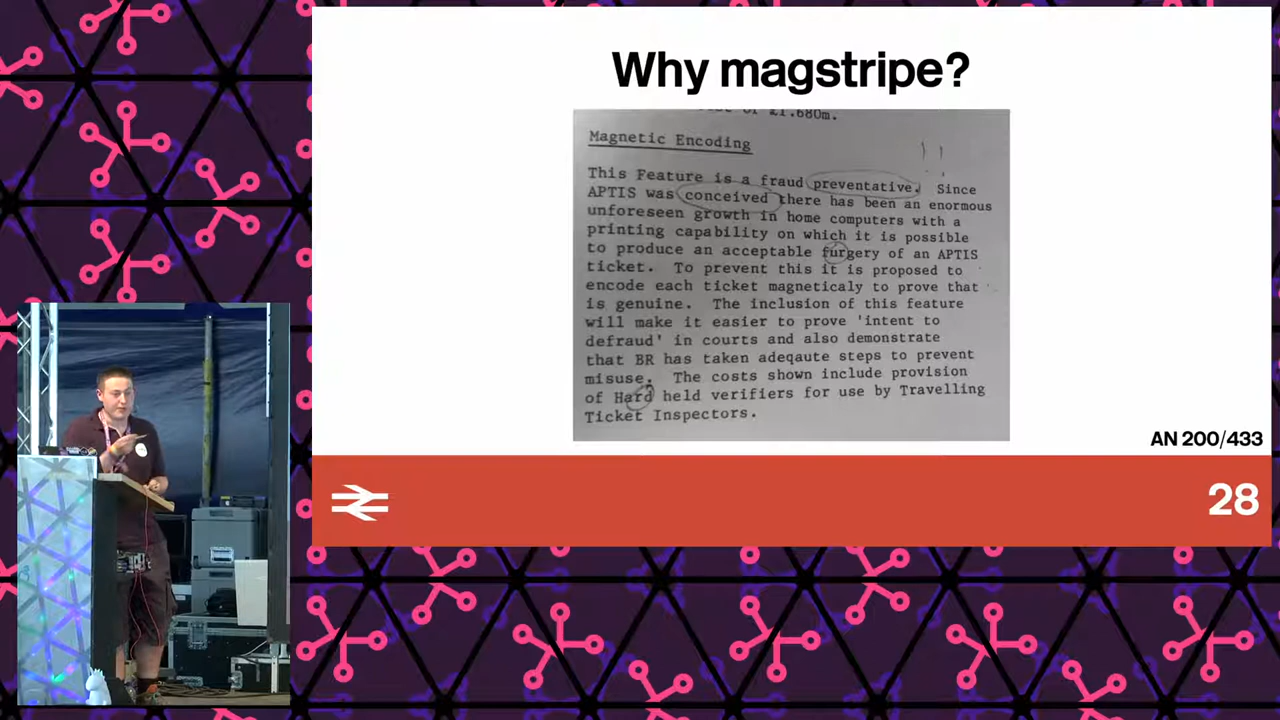 Why magstripe?
of £1.680m.
Magnetic Encoding
This Feature is a fraud preventative. Since
APTIS was conceived there has been an enormous
unforeseen growth in home computers with a
printing capability on which it is possible
to produce an acceptable furgery of an APTIS
ticket. To prevent this it is proposed to
encode each ticket magneticaly to prove that
is genuine. The inclusion of this feature
will make it easier to prove 'intent to
defraud' in courts and also demonstrate
that BR has taken adeqaute steps to prevent
misuse. The costs shown include provision
of Hard held verifiers for use by Travelling
Ticket Inspectors.
AN 200/433
28